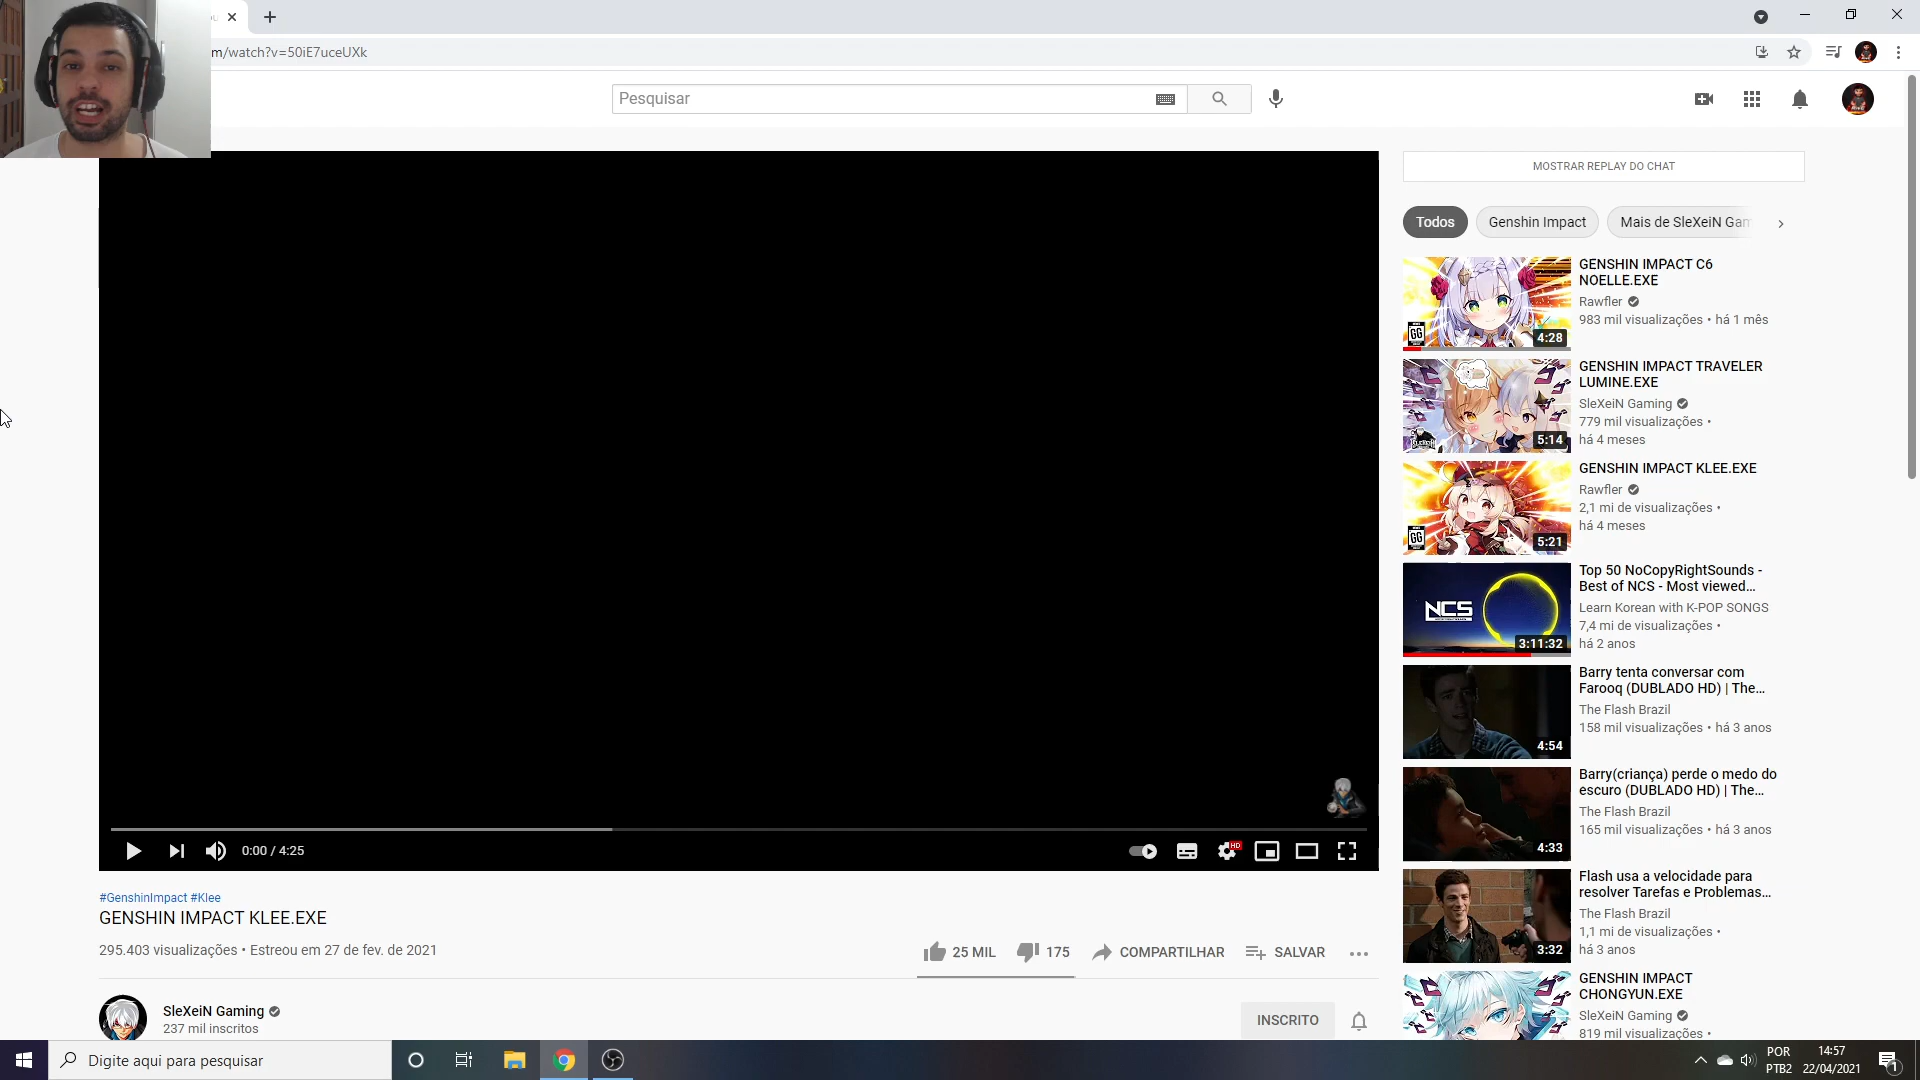 m/watch?v=50iE7uceUXk
Pesquisar
MOSTRAR REPLAY DO CHAT
Todos
Genshin Impact
Mais de SleXeiN Gam
GENSHIN IMPACT C6
NOELLE.EXE
Rawfler
983 mil visualizações • há 1 mês
GG
4:28
GENSHIN IMPACT TRAVELER
LUMINE.EXE
SleXeiN Gaming
779 mil visualizações •
há 4 meses
5:14
GENSHIN IMPACT KLEE.EXE
Rawfler
2,1 mi de visualizações •
há 4 meses
GG
5:21
Top 50 NoCopyRightSounds -
Best of NCS - Most viewed...
Learn Korean with K-POP SONGS
7,4 mi de visualizações •
há 2 anos
NCS
3:11:32
Barry tenta conversar com
Farooq (DUBLADO HD) | The...
The Flash Brazil
158 mil visualizações • há 3 anos
4:54
Barry(criança) perde o medo do
escuro (DUBLADO HD) | The...
The Flash Brazil
165 mil visualizações • há 3 anos
4:33
Flash usa a velocidade para
resolver Tarefas e Problemas...
The Flash Brazil
1,1 mi de visualizações •
há 3 anos
3:32
GENSHIN IMPACT
CHONGYUN.EXE
SleXeiN Gaming
819 mil visualizações •
0:00 / 4:25
HD
#GenshinImpact #Klee
GENSHIN IMPACT KLEE.EXE
295.403 visualizações • Estreou em 27 de fev. de 2021
25 MIL
175
COMPARTILHAR
SALVAR
SleXeiN Gaming
237 mil inscritos
INSCRITO
Digite aqui para pesquisar
POR
PTB2
14:57
22/04/2021
1